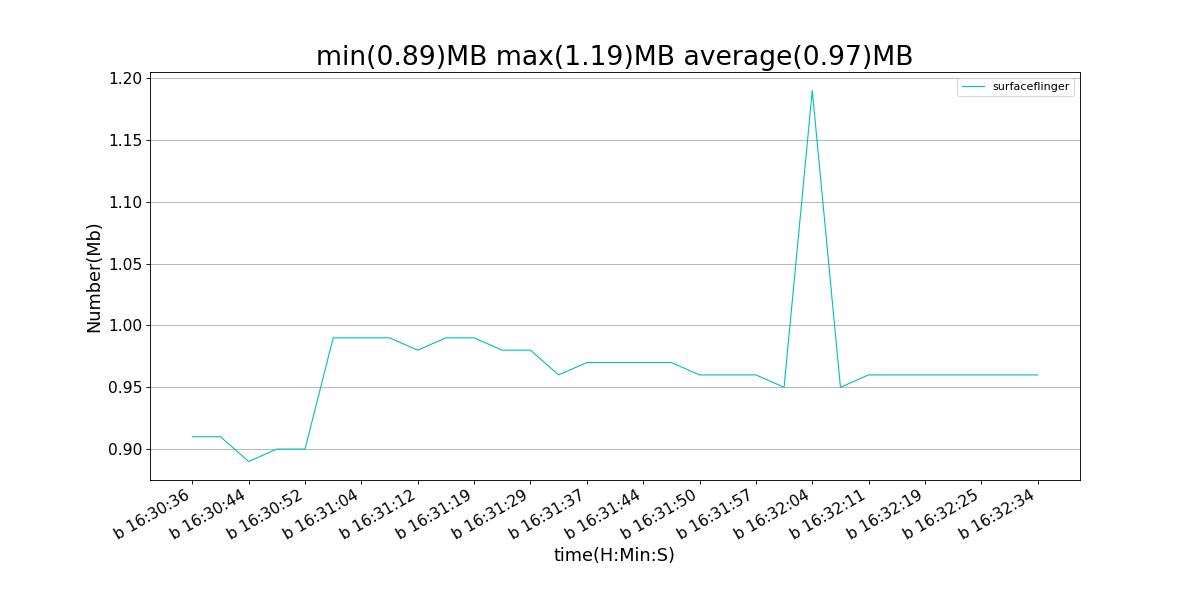 min(0.89)MB max(1.19)MB average(0.97)MB
surfaceflinger
1.20
1.15
1.10
1.05
1.00
0.95
0.90
Number(Mb)
b 16:30:36
b 16:30:44
b 16:30:52
b 16:31:04
b 16:31:12
b 16:31:19
b 16:31:29
b 16:31:37
b 16:31:44
b 16:31:50
b 16:31:57
b 16:32:04
b 16:32:11
b 16:32:19
b 16:32:25
b 16:32:34
time(H:Min:S)